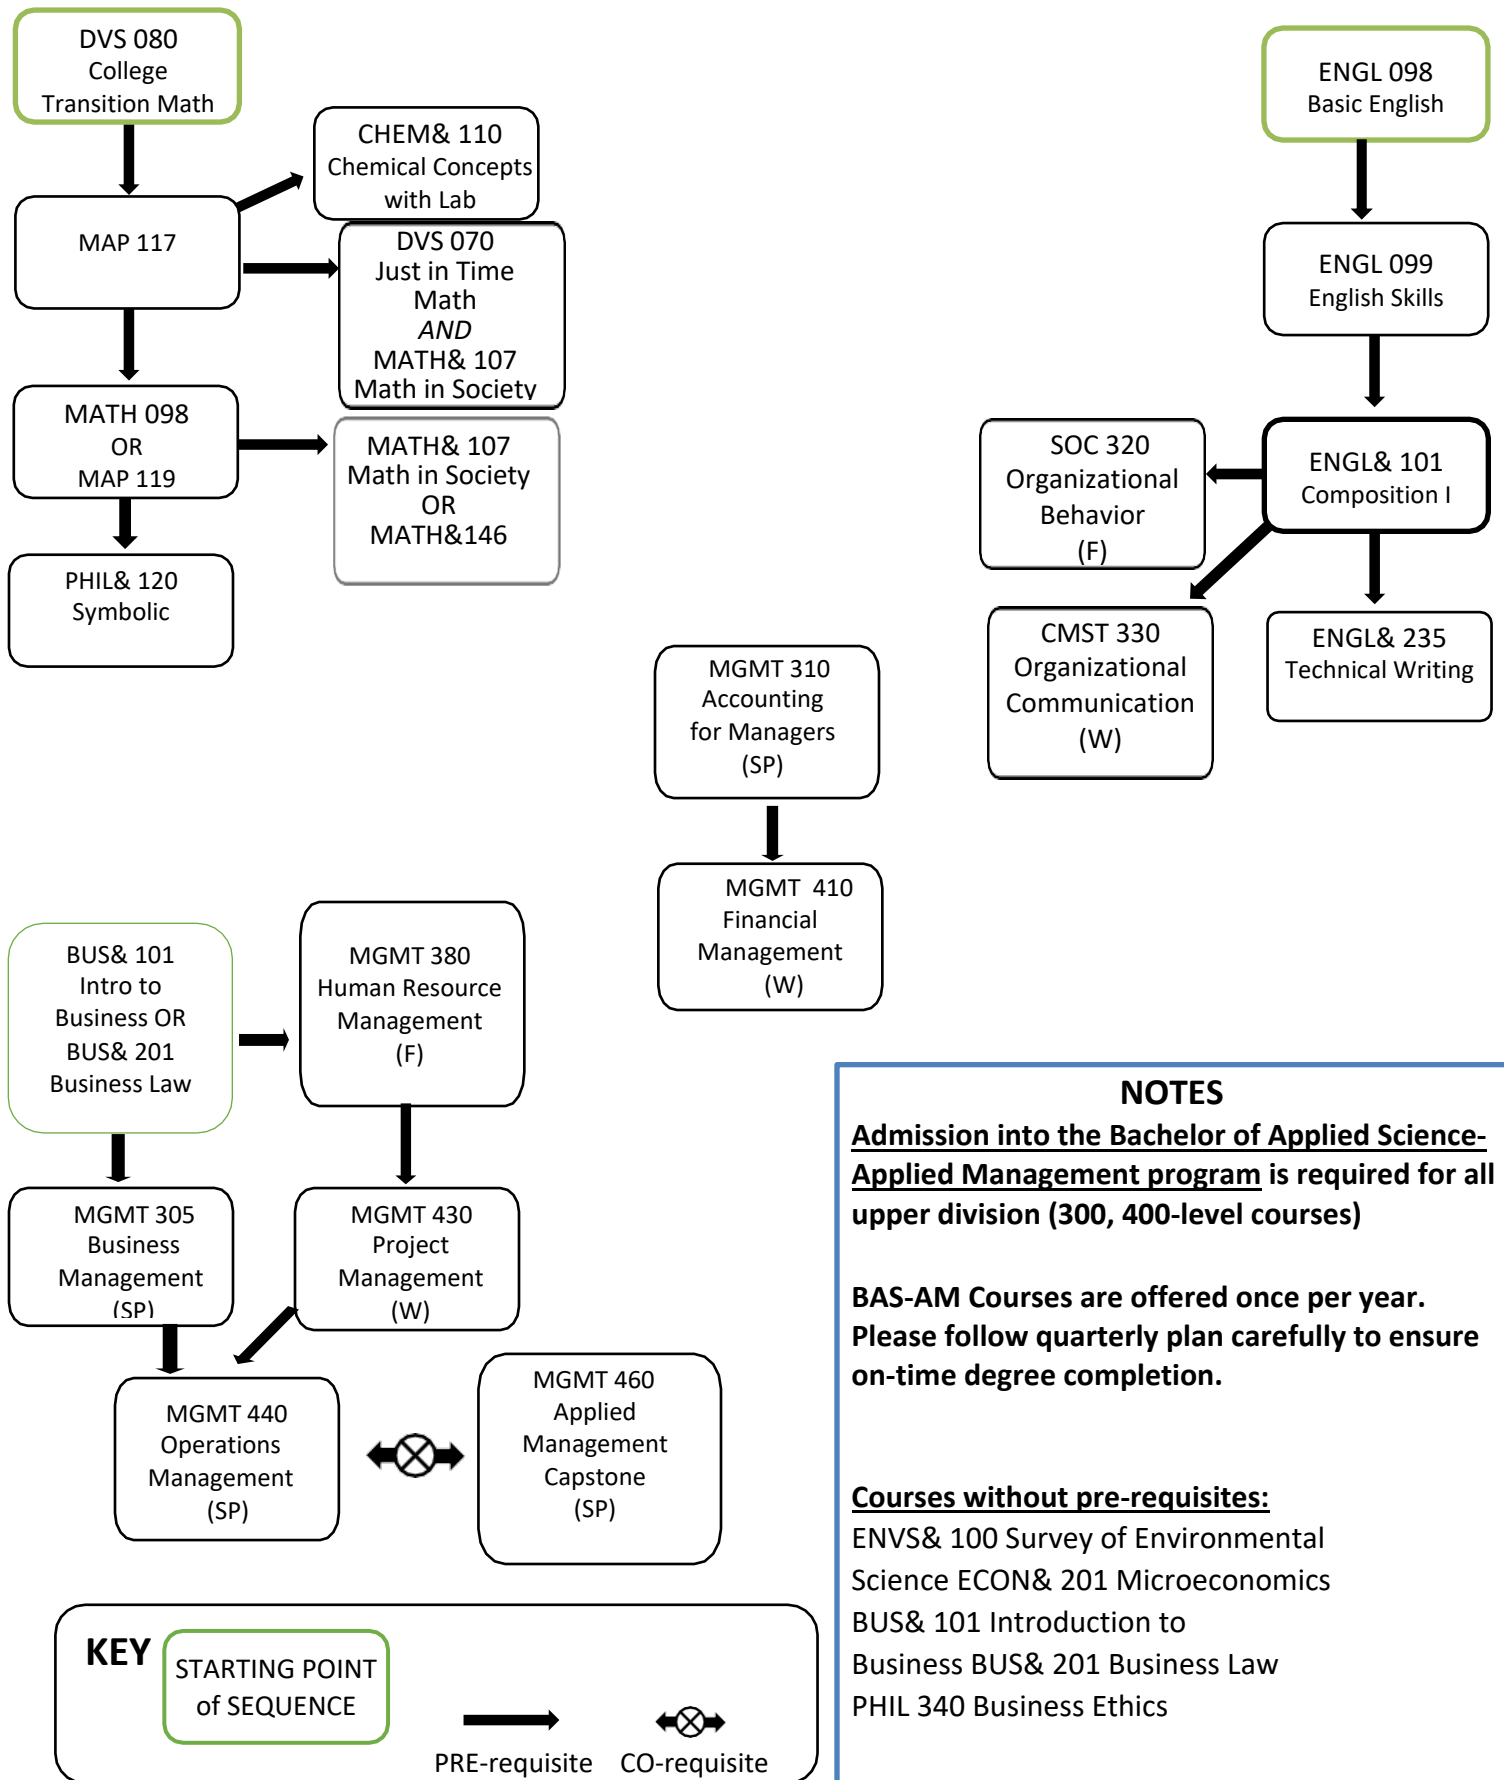 DVS 080
College
Transition Math
CHEM& 110
Chemical Concepts
with Lab
MAP 117
DVS 070
Just in Time
Math
AND
MATH& 107
Math in Society
MATH 098
OR
MAP 119
MATH& 107
Math in Society
OR
MATH&146
PHIL& 120
Symbolic
ENGL 098
Basic English
ENGL 099
English Skills
ENGL& 101
Composition I
SOC 320
Organizational
Behavior
(F)
CMST 330
Organizational
Communication
(W)
ENGL& 235
Technical Writing
MGMT 310
Accounting
for Managers
(SP)
MGMT 410
Financial
Management
(W)
BUS& 101
Intro to
Business OR
BUS& 201
Business Law
MGMT 380
Human Resource
Management
(F)
MGMT 305
Business
Management
(SP)
MGMT 430
Project
Management
(W)
MGMT 440
Operations
Management
(SP)
MGMT 460
Applied
Management
Capstone
(SP)
NOTES
Admission into the Bachelor of Applied Science-
Applied Management program is required for all
upper division (300, 400-level courses)
BAS-AM Courses are offered once per year.
Please follow quarterly plan carefully to ensure
on-time degree completion.
Courses without pre-requisites:
ENVS& 100 Survey of Environmental
Science ECON& 201 Microeconomics
BUS& 101 Introduction to
Business BUS& 201 Business Law
PHIL 340 Business Ethics
KEY
STARTING POINT
of SEQUENCE
PRE-requisite
CO-requisite